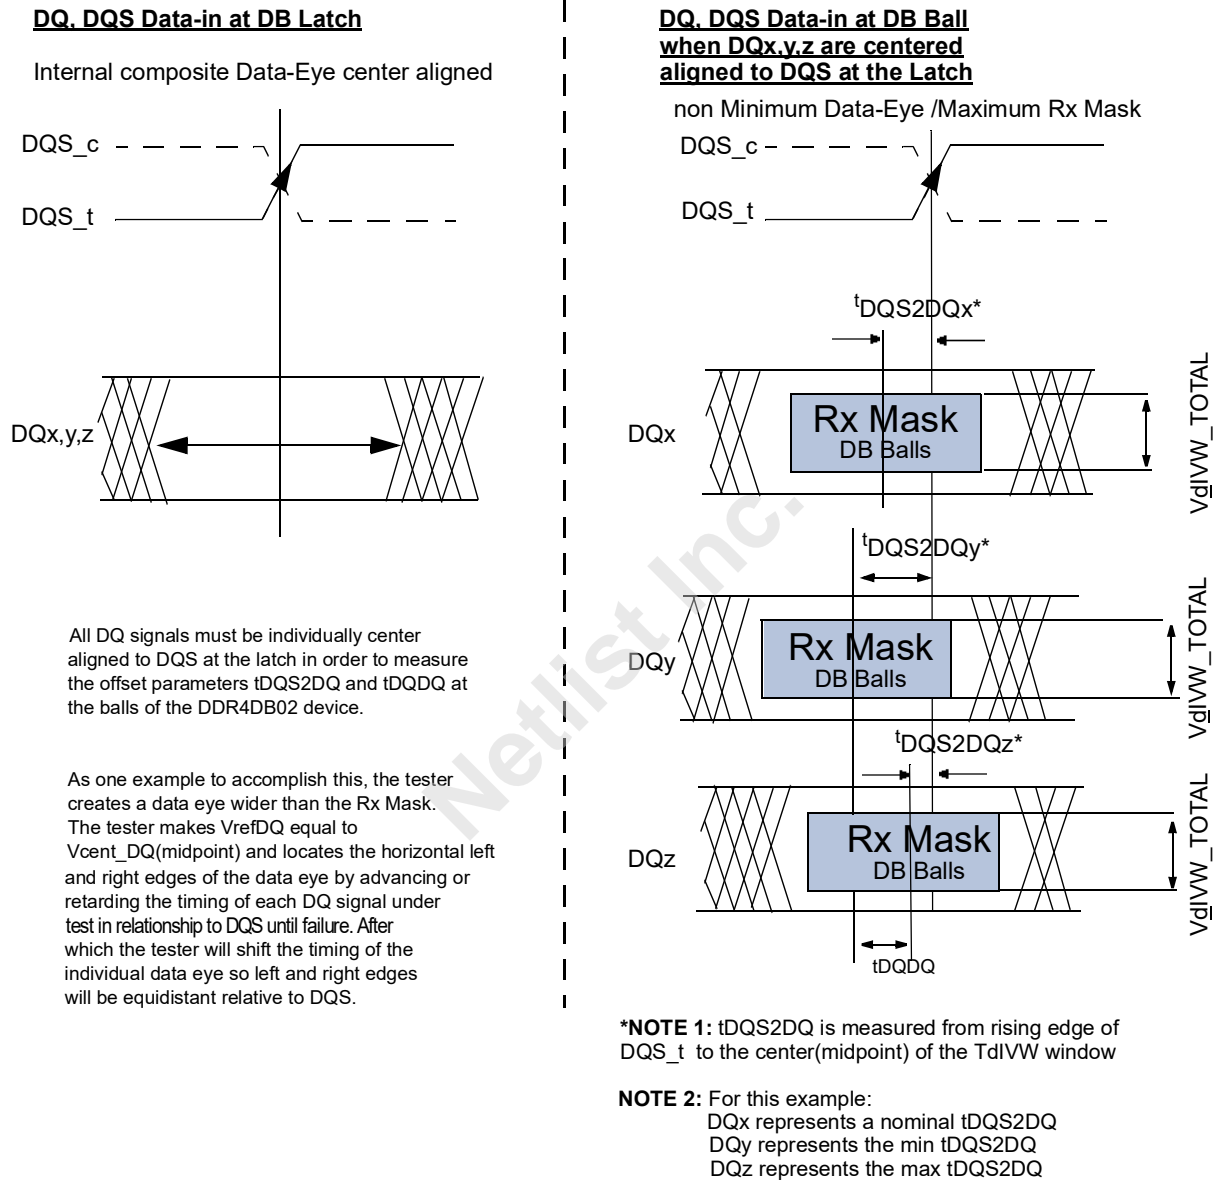 DQ, DQS Data-in at DB Latch
Internal composite Data-Eye center aligned
DQS_c
DQS_t
DQx,y,z
All DQ signals must be individually center
aligned to DQS at the latch in order to measure
the offset parameters tDQS2DQ and tDQDQ at
the balls of the DDR4DB02 device.
As one example to accomplish this, the tester
creates a data eye wider than the Rx Mask.
The tester makes VrefDQ equal to
Vcent_DQ(midpoint) and locates the horizontal left
and right edges of the data eye by advancing or
retarding the timing of each DQ signal under
test in relationship to DQS until failure. After
which the tester will shift the timing of the
individual data eye so left and right edges
will be equidistant relative to DQS.
DQ, DQS Data-in at DB Ball
when DQx,y,z are centered
aligned to DQS at the Latch
non Minimum Data-Eye /Maximum Rx Mask
DQS_c
DQS_t
tDQS2DQx*
DQx
Rx Mask
DB Balls
VdIVW_TOTAL
tDQS2DQy*
DQy
Rx Mask
DB Balls
VdIVW_TOTAL
tDQS2DQz*
DQz
Rx Mask
DB Balls
VdIVW_TOTAL
tDQDQ
*NOTE 1: tDQS2DQ is measured from rising edge of
DQS_t to the center(midpoint) of the TdIVW window
NOTE 2: For this example:
DQx represents a nominal tDQS2DQ
DQy represents the min tDQS2DQ
DQz represents the max tDQS2DQ
Netlist Inc.